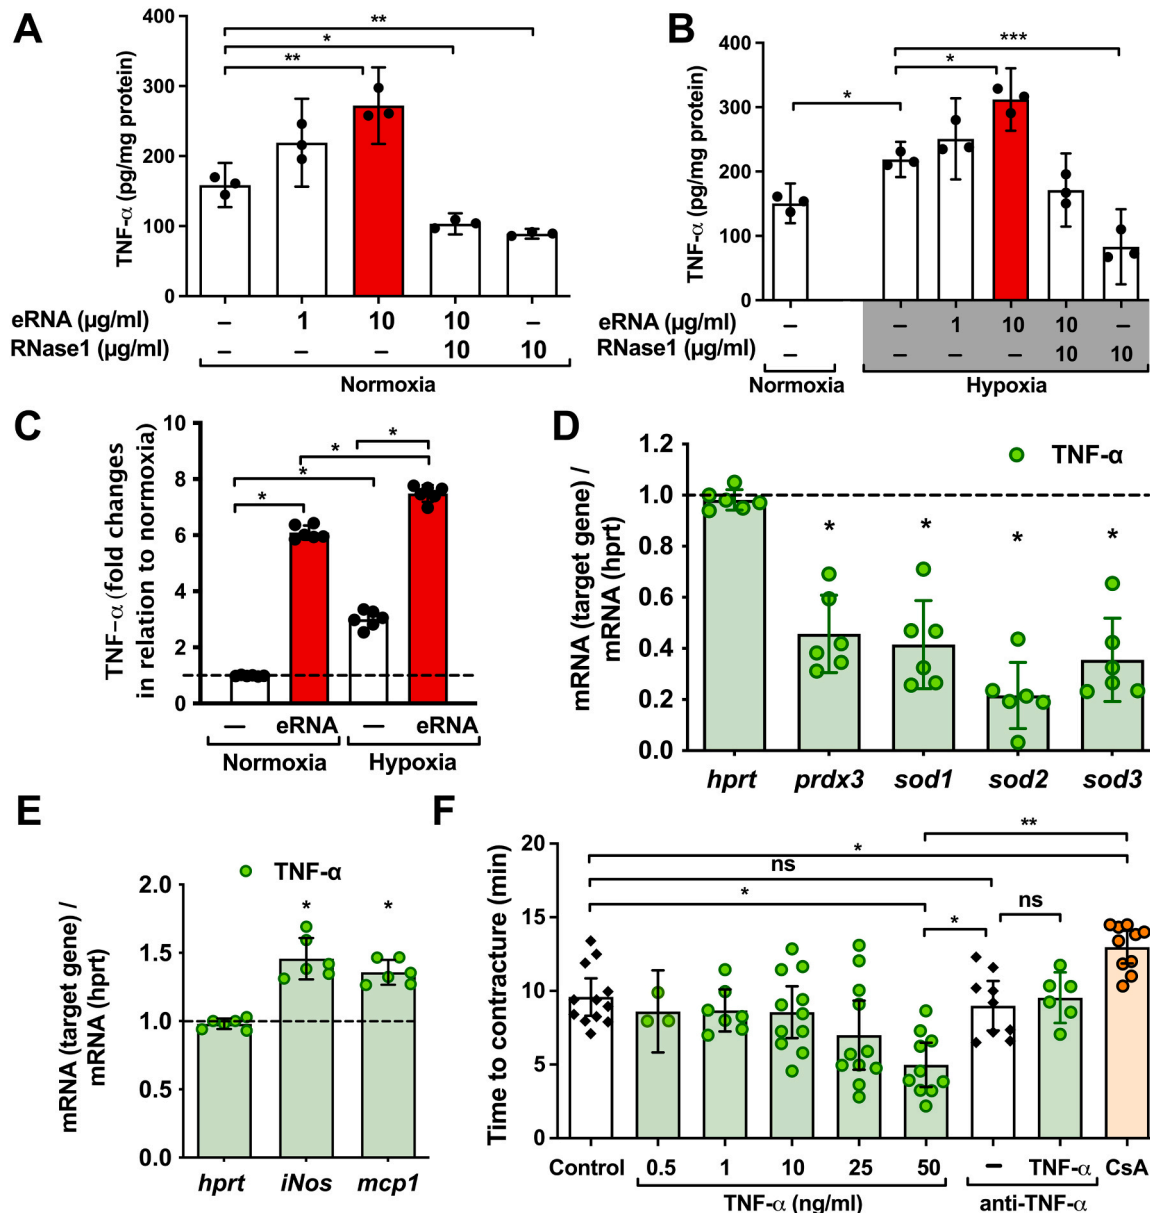 A
TNF-α (pg/mg protein)
400
300
200
100
0
**
*
**
eRNA (µg/ml) – 1 10 10 –
RNase1 (µg/ml) – – – 10 10
Normoxia
B
TNF-α (pg/mg protein)
400
300
200
100
0
***
*
*
eRNA (µg/ml) – – 1 10 10 –
RNase1 (µg/ml) – – – – 10 10
Normoxia Hypoxia
C
TNF-α (fold changes
in relation to normoxia)
10
8
6
4
2
0
*
*
*
*
– eRNA – eRNA
Normoxia Hypoxia
D
mRNA (target gene) /
mRNA (hprt)
1.2
1.0
0.8
0.6
0.4
0.2
0.0
TNF-α
* * * *
hprt prdx3 sod1 sod2 sod3
E
mRNA (target gene) /
mRNA (hprt)
2.0
1.5
1.0
0.5
0.0
TNF-α
* *
hprt iNos mcp1
F
Time to contracture (min)
20
15
10
5
0
**
*
ns
*
ns
*
Control 0.5 1 10 25 50 – TNF-α CsA
TNF-α (ng/ml) anti-TNF-α